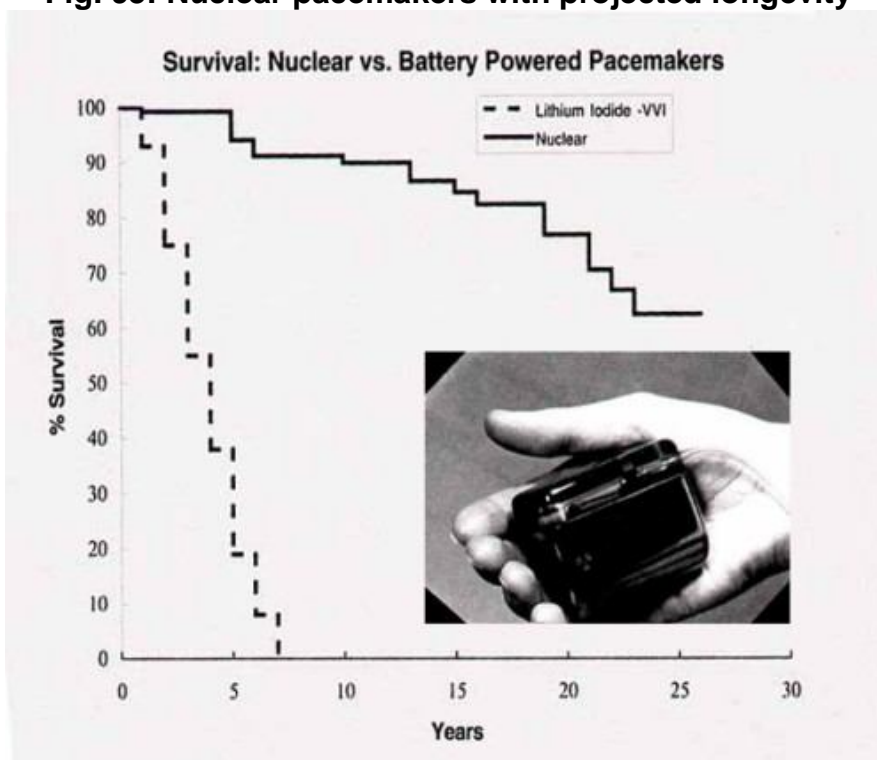 Fig. 35: Nuclear pacemakers with projected longevity
Survival: Nuclear vs. Battery Powered Pacemakers
Lithium Iodide -VVI
Nuclear
% Survival
100
90
80
70
60
50
40
30
20
10
0
0 5 10 15 20 25 30
Years